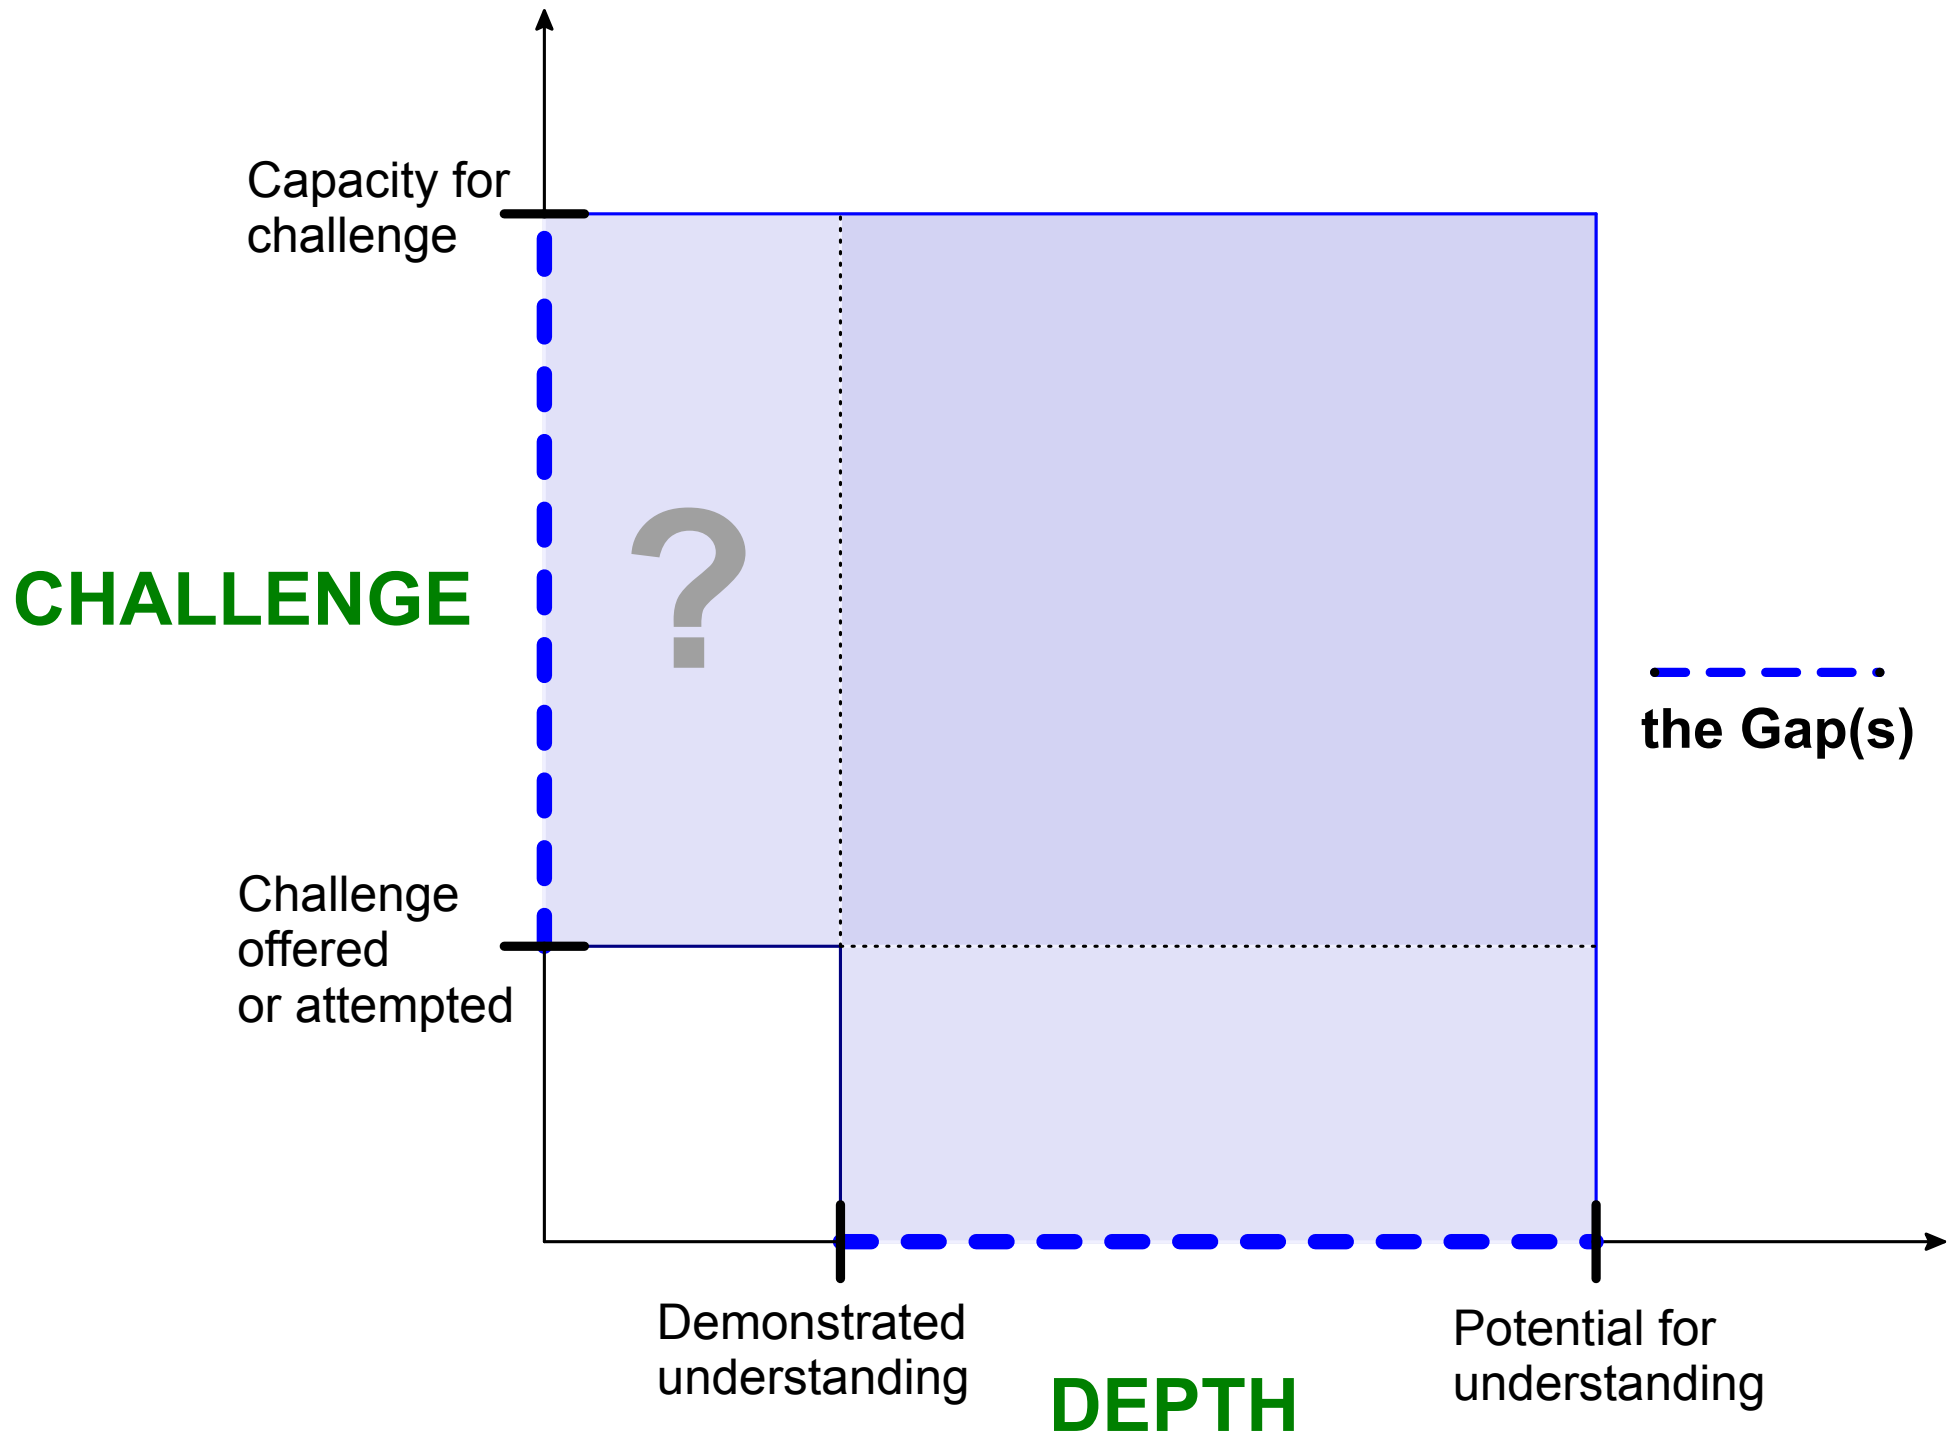 Capacity for
challenge
?
CHALLENGE
the Gap(s)
Challenge
offered
or attempted
Demonstrated
understanding
Potential for
understanding
DEPTH